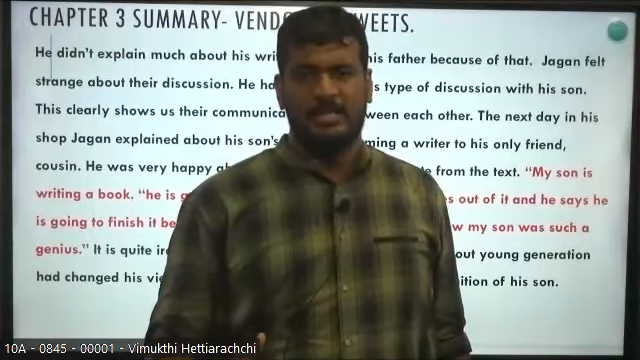 CHAPTER 3 SUMMARY- VEND WEETS.
He didn't explain much about his wri his father because of that. Jagan felt
strange about their discussion. He ha s type of discussion with his son.
This clearly shows us their communica ween each other. The next day in his
shop Jagan explained about his son's ming a writer to his only friend,
cousin. He was very happy ab e from the text. "My son is
writing a book. "he is g s out of it and he says he
is going to finish it be w my son was such a
genius." It is quite iro out young generation
had changed his vie ition of his son.
10A - 0845 - 00001 - Vimukthi Hettiarachchi